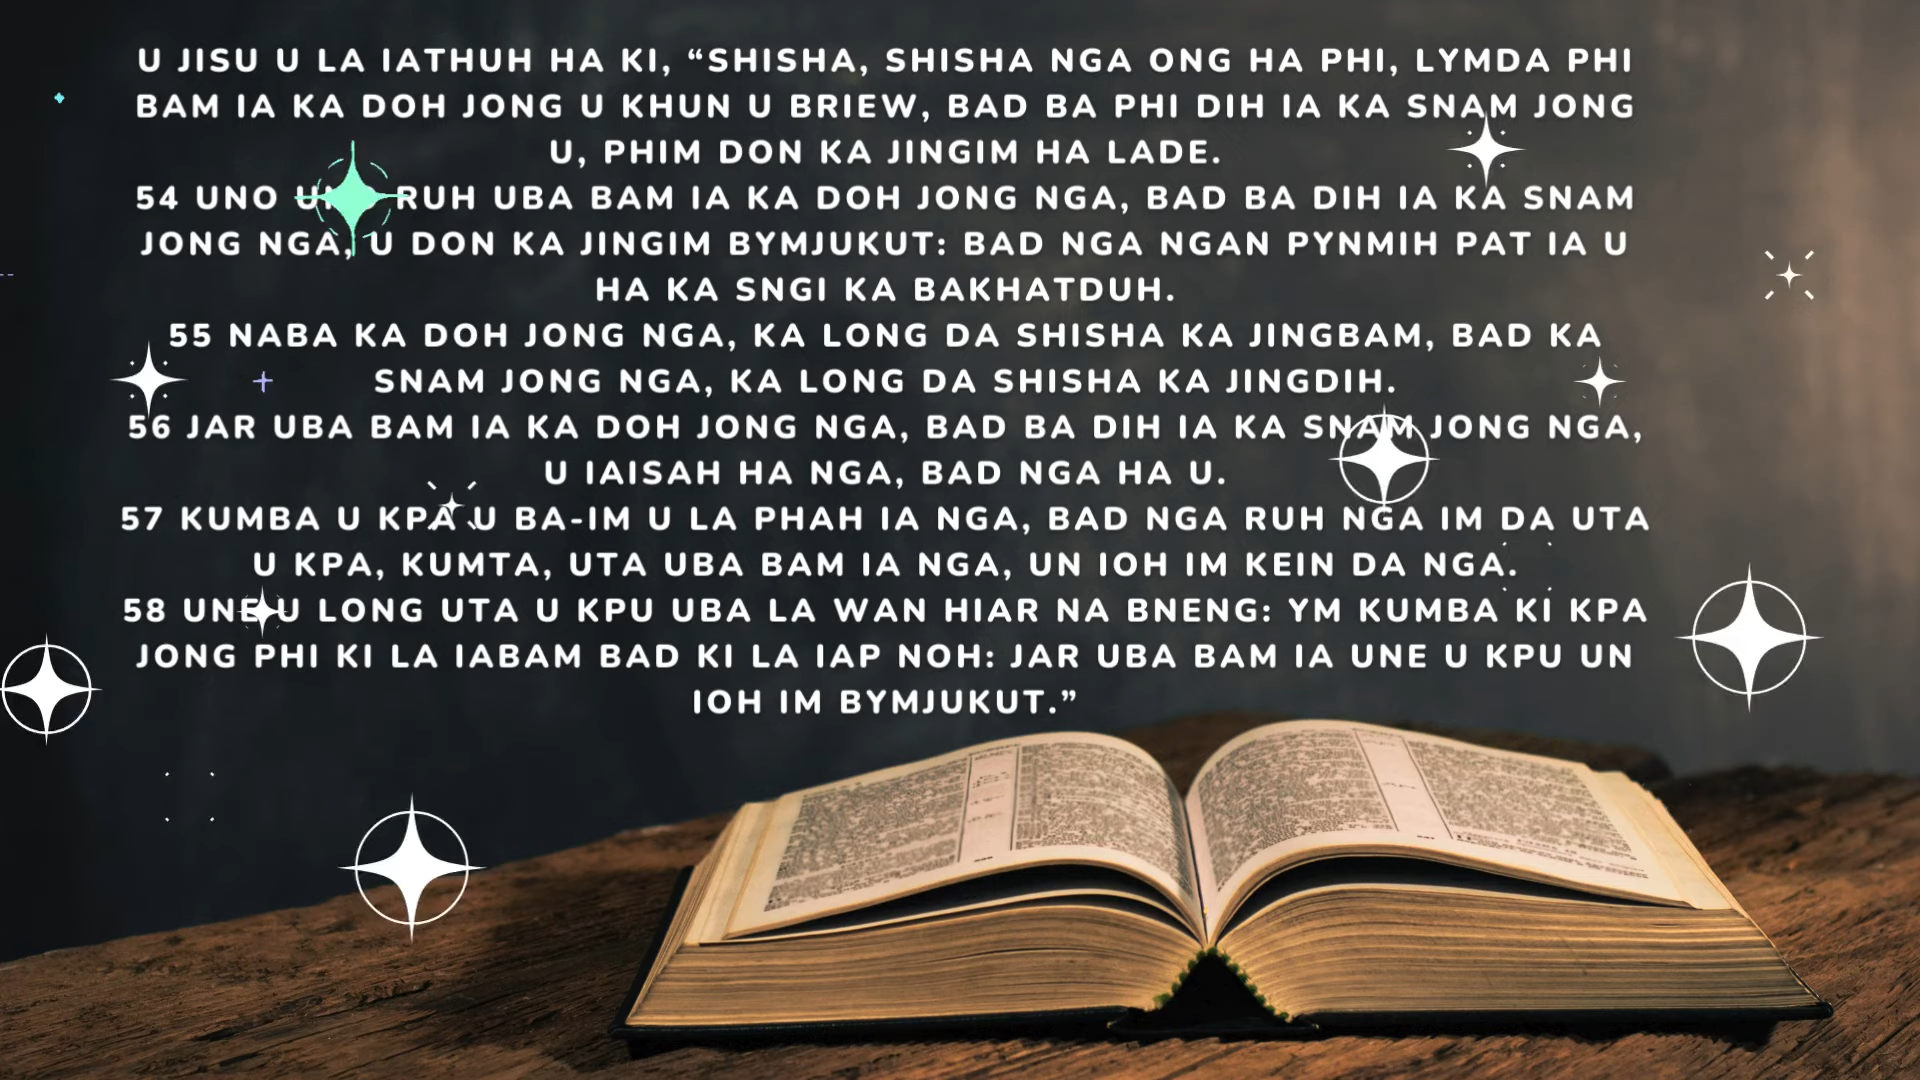 U JISU U LA IATHUH HA KI, “SHISHA, SHISHA NGA ONG HA PHI, LYMDA PHI
BAM IA KA DOH JONG U KHUN U BRIEW, BAD BA PHI DIH IA KA SNAM JONG
U, PHIM DON KA JINGIM HA LADE.
54 UNO RUH UBA BAM IA KA DOH JONG NGA, BAD BA DIH IA KA SNAM
JONG NGA, U DON KA JINGIM BYMJUKUT: BAD NGA NGAN PYNMIH PAT IA U
HA KA SNGI KA BAKHATDUH.
55 NABA KA DOH JONG NGA, KA LONG DA SHISHA KA JINGBAM, BAD KA
SNAM JONG NGA, KA LONG DA SHISHA KA JINGDIH.
56 JAR UBA BAM IA KA DOH JONG NGA, BAD BA DIH IA KA SNAM JONG NGA,
U IAISAH HA NGA, BAD NGA HA U.
57 KUMBA U KPA U BA-IM U LA PHAH IA NGA, BAD NGA RUH NGA IM DA UTA
U KPA, KUMTA, UTA UBA BAM IA NGA, UN IOH IM KEIN DA NGA.
58 UNE U LONG UTA U KPU UBA LA WAN HIAR NA BNENG: YM KUMBA KI KPA
JONG PHI KI LA IABAM BAD KI LA IAP NOH: JAR UBA BAM IA UNE U KPU UN
IOH IM BYMJUKUT.”